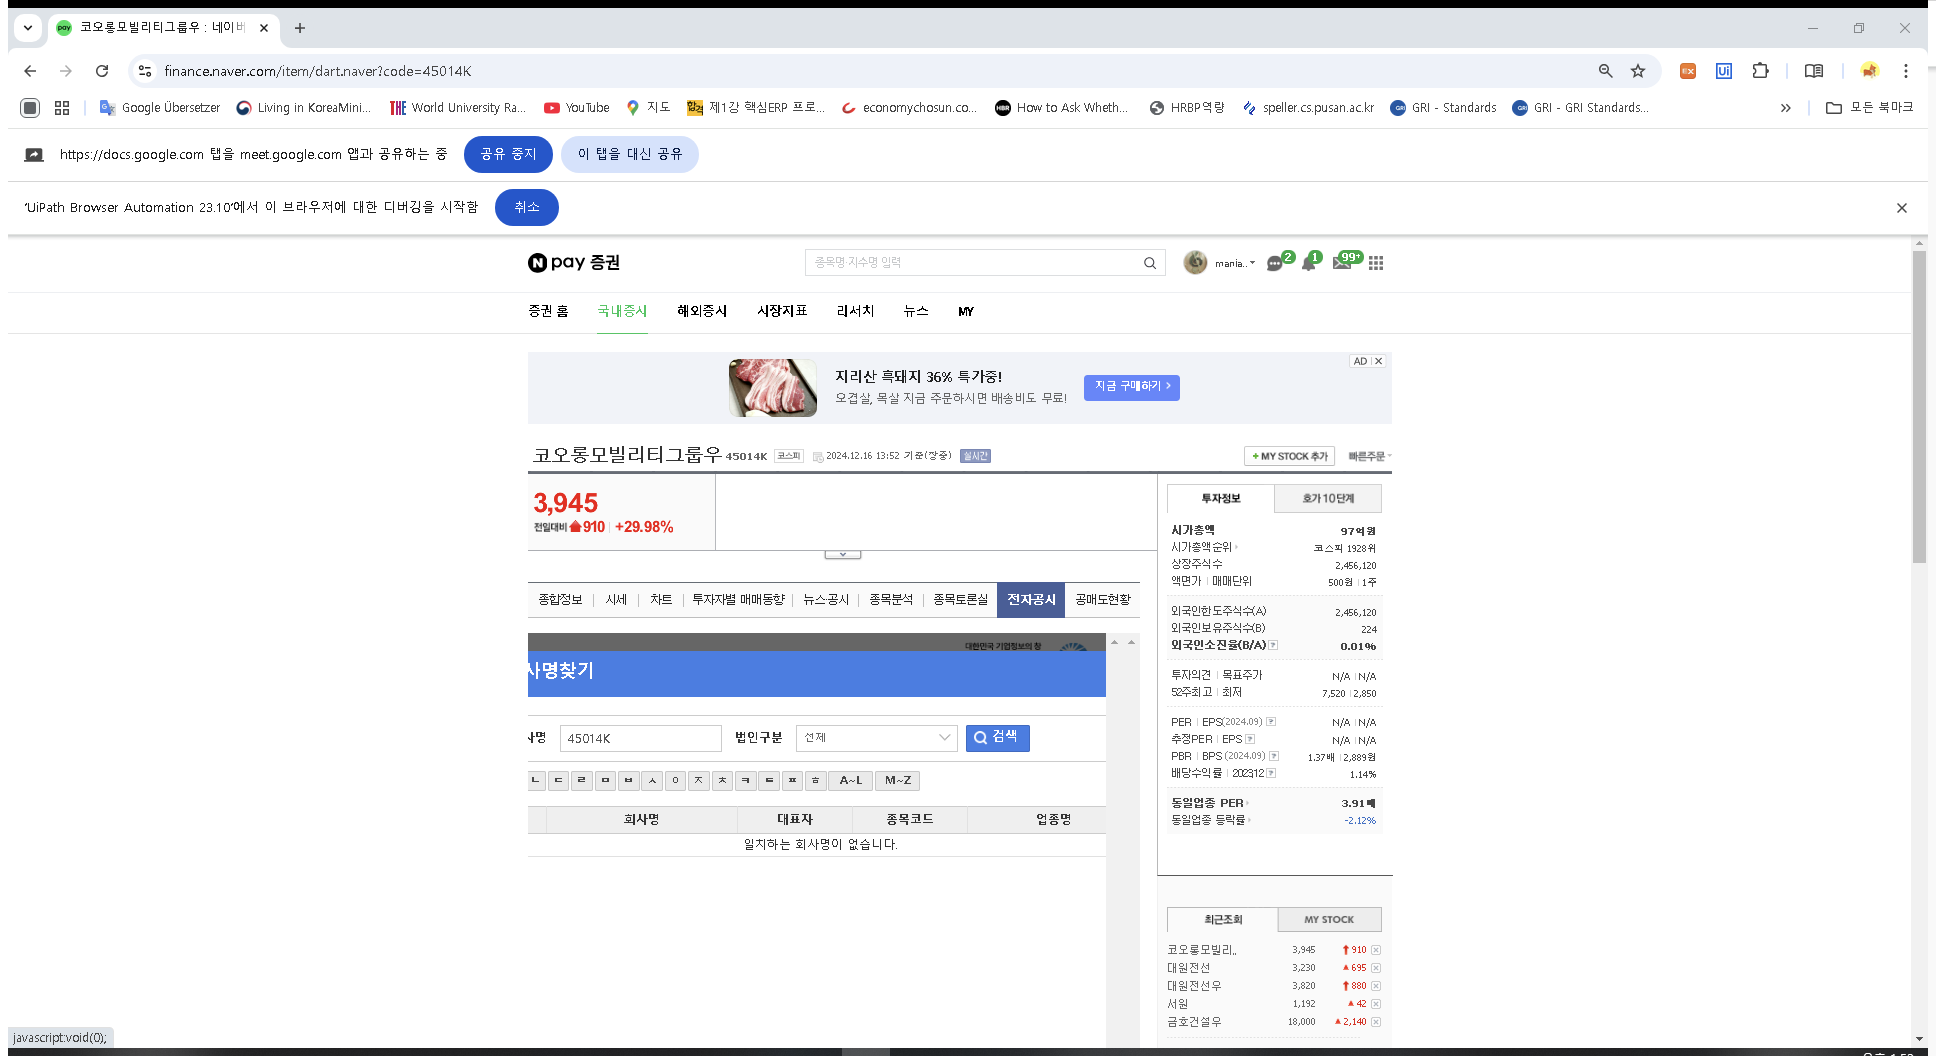 코오롱모빌리티그룹우 : 네이버
finance.naver.com/item/dart.naver?code=45014K
Google Übersetzer
Living in KoreaMini...
World University Ra...
YouTube
지도
제1강 핵심ERP 프로...
economychosun.co...
How to Ask Wheth...
HRBP역량
speller.cs.pusan.ac.kr
GRI - Standards
GRI - GRI Standards...
모든 북마크
https://docs.google.com 탭을 meet.google.com 앱과 공유하는 중
공유 중지
이 탭을 대신 공유
'UiPath Browser Automation 23.10'에서 이 브라우저에 대한 디버깅을 시작함
취소
N pay 증권
종목명·지수명 입력
mania..
2
1
99+
증권 홈 국내증시 해외증시 시장지표 리서치 뉴스 MY
지리산 흑돼지 36% 특가중!
오겹살, 목살 지금 주문하시면 배송비도 무료!
지금 구매하기 >
AD
코오롱모빌리티그룹우 45014K 코스피 2024.12.16 13:52 기준(장중) 실시간
+ MY STOCK 추가
빠른주문
3,945
전일대비 910 +29.98%
종합정보 시세 차트 투자자별 매매동향 뉴스·공시 종목분석 종목토론실 전자공시 공매도현황
대한민국 기업정보의 창
사명찾기
사명 45014K 법인구분 전체 검색
ㄴ ㄷ ㄹ ㅁ ㅂ ㅅ ㅇ ㅈ ㅊ ㅋ ㅌ ㅍ ㅎ A~L M~Z
회사명 대표자 종목코드 업종명
일치하는 회사명이 없습니다.
투자정보 호가 10단계
시가총액 97억원
시가총액순위 코스피 1928위
상장주식수 2,456,120
액면가 매매단위 500원 1주
외국인한도주식수(A) 2,456,120
외국인보유주식수(B) 224
외국인소진율(B/A) 0.01%
투자의견 목표주가 N/A N/A
52주최고 최저 7,520 2,850
PER EPS(2024.09) N/A N/A
추정PER EPS N/A N/A
PBR BPS (2024.09) 1.37배 2,889원
배당수익률 2023.12 1.14%
동일업종 PER 3.91배
동일업종 등락률 -2.12%
최근조회 MY STOCK
코오롱모빌리.. 3,945 910
대원전선 3,230 695
대원전선우 3,820 880
서원 1,192 42
금호건설우 18,000 2,140
javascript:void(0);